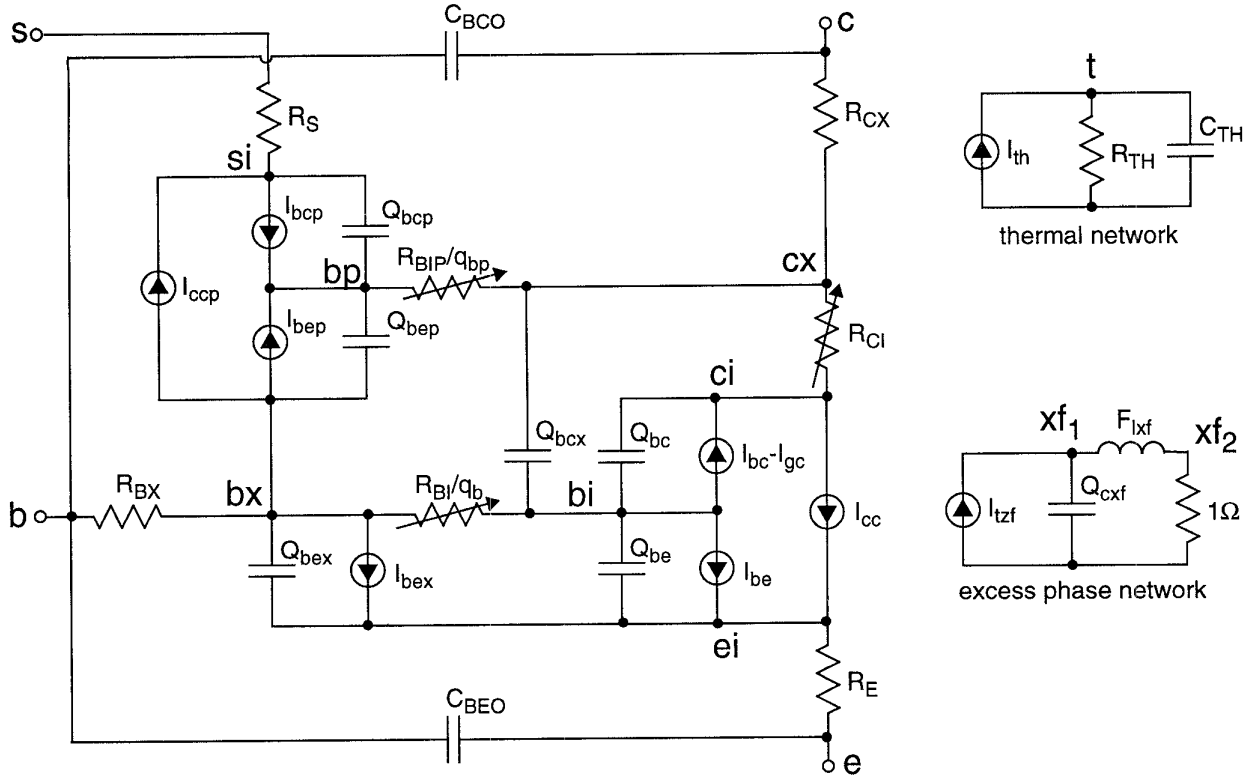 C_BCO
s
c
R_S
R_CX
t
I_th
R_TH
C_TH
thermal network
si
I_bcp
Q_bcp
I_ccp
bp
R_BIP/q_bp
cx
I_bep
Q_bep
R_CI
ci
Q_bcx
Q_bc
I_bc-I_gc
xf_1
F_lxf
xf_2
b
R_BX
bx
R_BI/q_b
bi
I_cc
I_tzf
Q_cxf
1Ω
Q_bex
I_bex
Q_be
I_be
excess phase network
ei
R_E
C_BEO
e